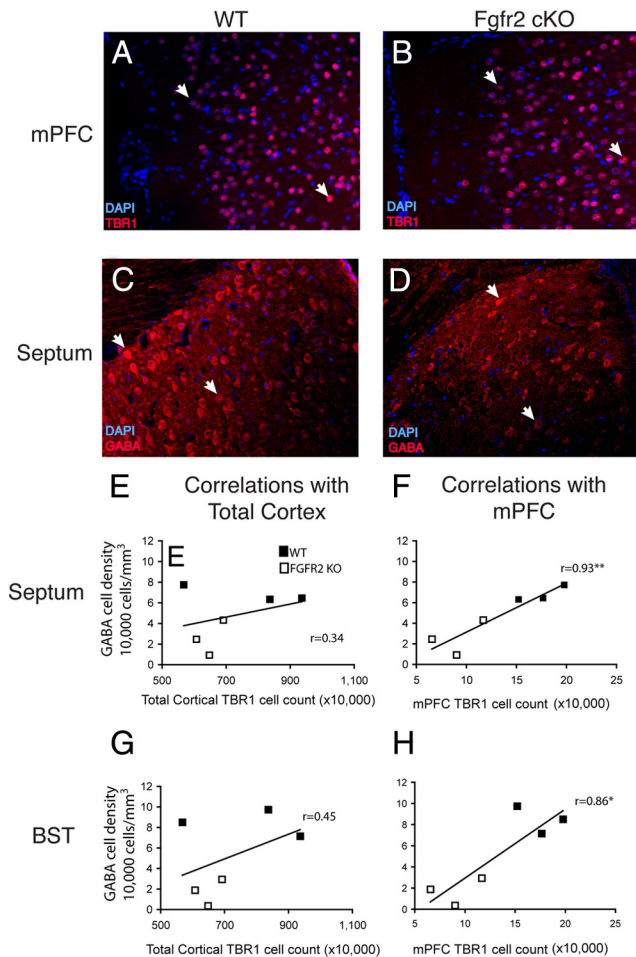 WT
Fgfr2 cKO
mPFC
A
DAPI
TBR1
B
DAPI
TBR1
Septum
C
DAPI
GABA
D
DAPI
GABA
E
Correlations with
Total Cortex
F
Correlations with
mPFC
Septum
GABA cell density
10,000 cells/mm³
E
WT
FGFR2 KO
12
10
8
6
4
2
0
r=0.34
500 700 900 1,100
Total Cortical TBR1 cell count (x10,000)
12
10
8
6
4
2
0
r=0.93**
5 10 15 20 25
mPFC TBR1 cell count (x10,000)
BST
G
GABA cell density
10,000 cells/mm³
12
10
8
6
4
2
0
r=0.45
500 700 900 1,100
Total Cortical TBR1 cell count (x10,000)
H
12
10
8
6
4
2
0
r=0.86*
5 10 15 20 25
mPFC TBR1 cell count (x10,000)